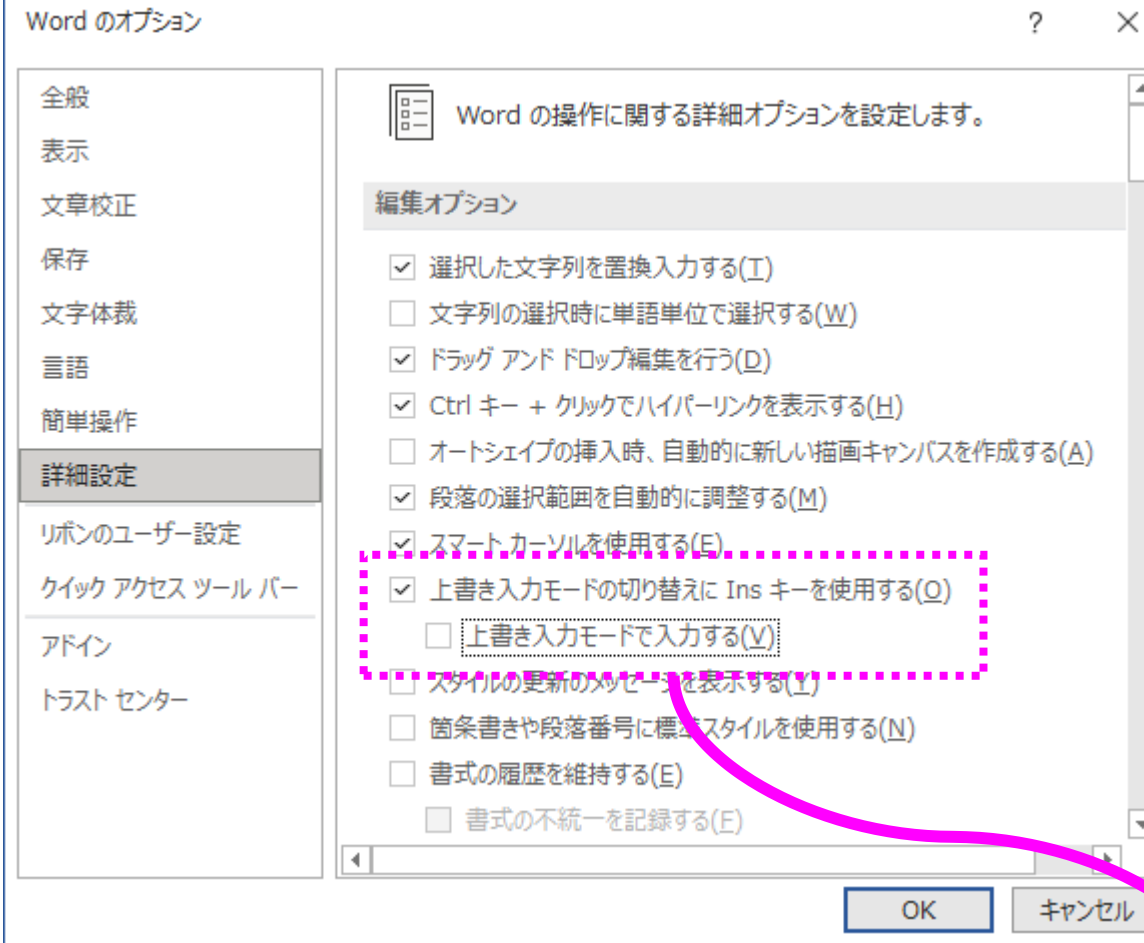 Word のオプション
?
全般
表示
文章校正
保存
文字体裁
言語
簡単操作
詳細設定
リボンのユーザー設定
クイック アクセス ツール バー
アドイン
トラスト センター
Word の操作に関する詳細オプションを設定します。
編集オプション
選択した文字列を置換入力する(T)
文字列の選択時に単語単位で選択する(W)
ドラッグ アンド ドロップ編集を行う(D)
Ctrl キー + クリックでハイパーリンクを表示する(H)
オートシェイプの挿入時、自動的に新しい描画キャンバスを作成する(A)
段落の選択範囲を自動的に調整する(M)
スマート カーソルを使用する(E)
上書き入力モードの切り替えに Ins キーを使用する(O)
上書き入力モードで入力する(V)
スタイルの更新のメッセージを表示する(Y)
箇条書きや段落番号に標準スタイルを使用する(N)
書式の履歴を維持する(E)
書式の不統一を記録する(F)
OK
キャンセル